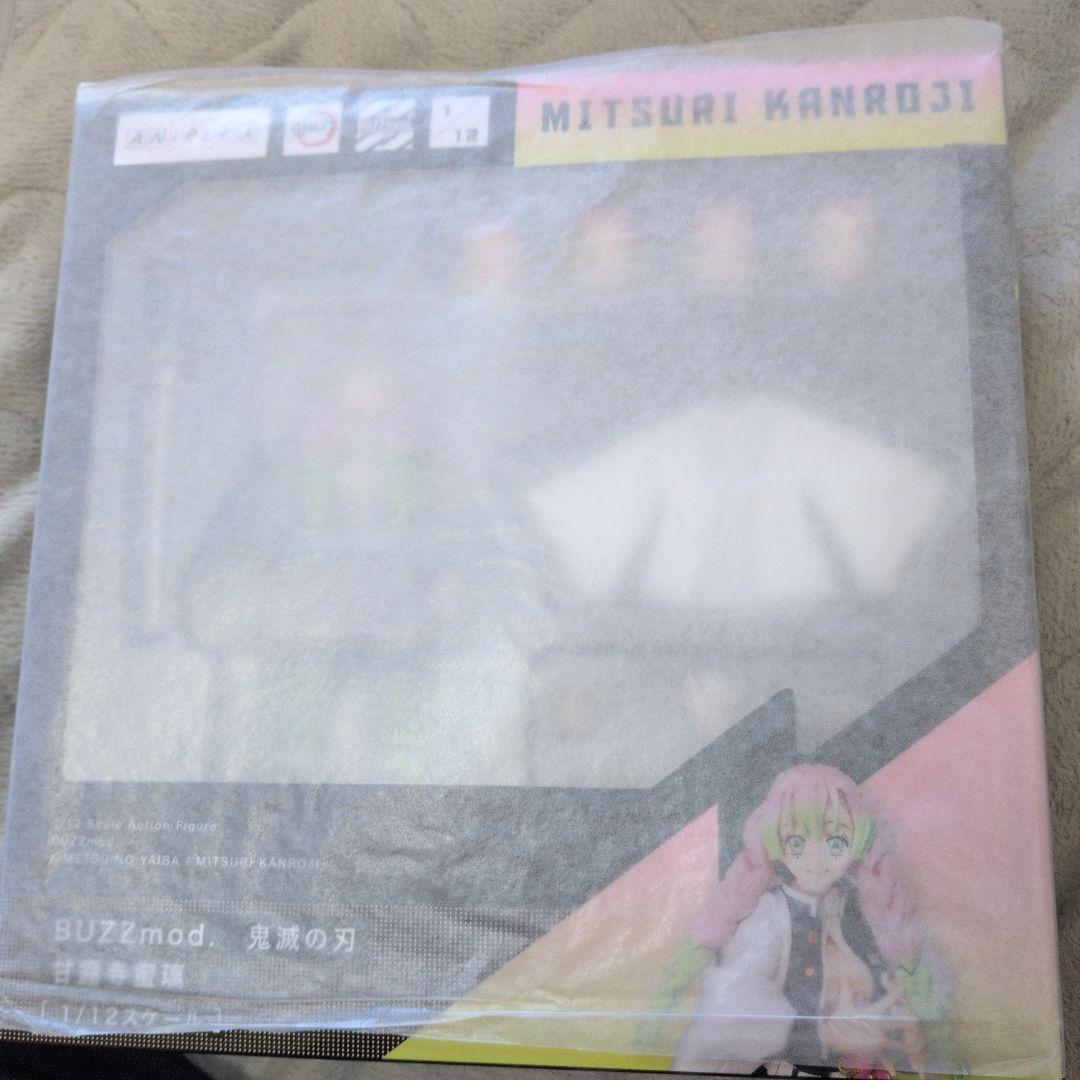 ANIPLEX
1/12
MITSURI KANROJI
1/12 Scale Action Figure
BUZZmod.
KIMETSU NO YAIBA / MITSURI KANROJI
BUZZmod. 鬼滅の刃
甘露寺蜜璃
[ 1/12スケール ]